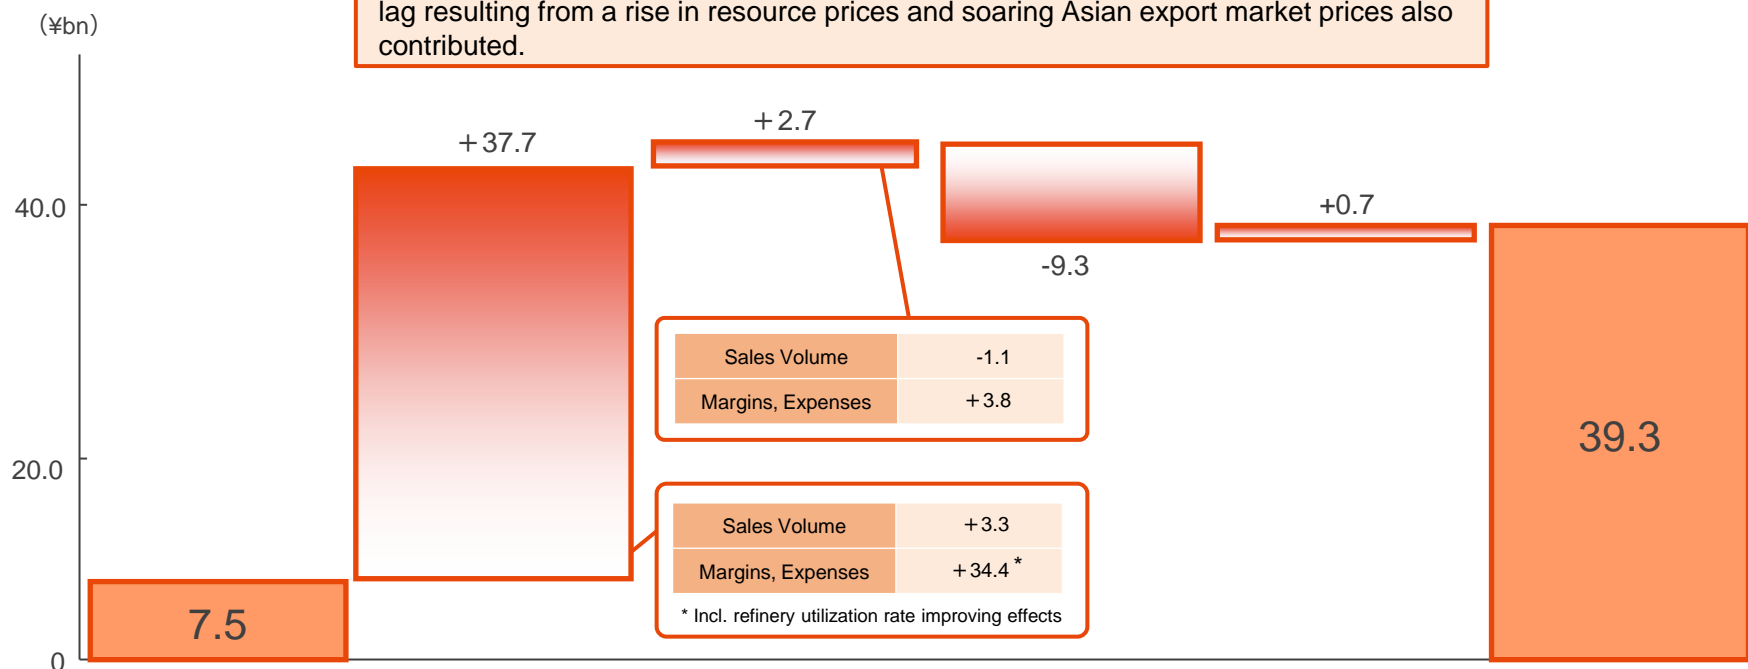 lag resulting from a rise in resource prices and soaring Asian export market prices also
contributed.
（¥bn）
+37.7
+2.7
-9.3
+0.7
40.0
20.0
0
Sales Volume -1.1
Margins, Expenses +3.8
Sales Volume +3.3
Margins, Expenses +34.4 *
* Incl. refinery utilization rate improving effects
7.5
39.3